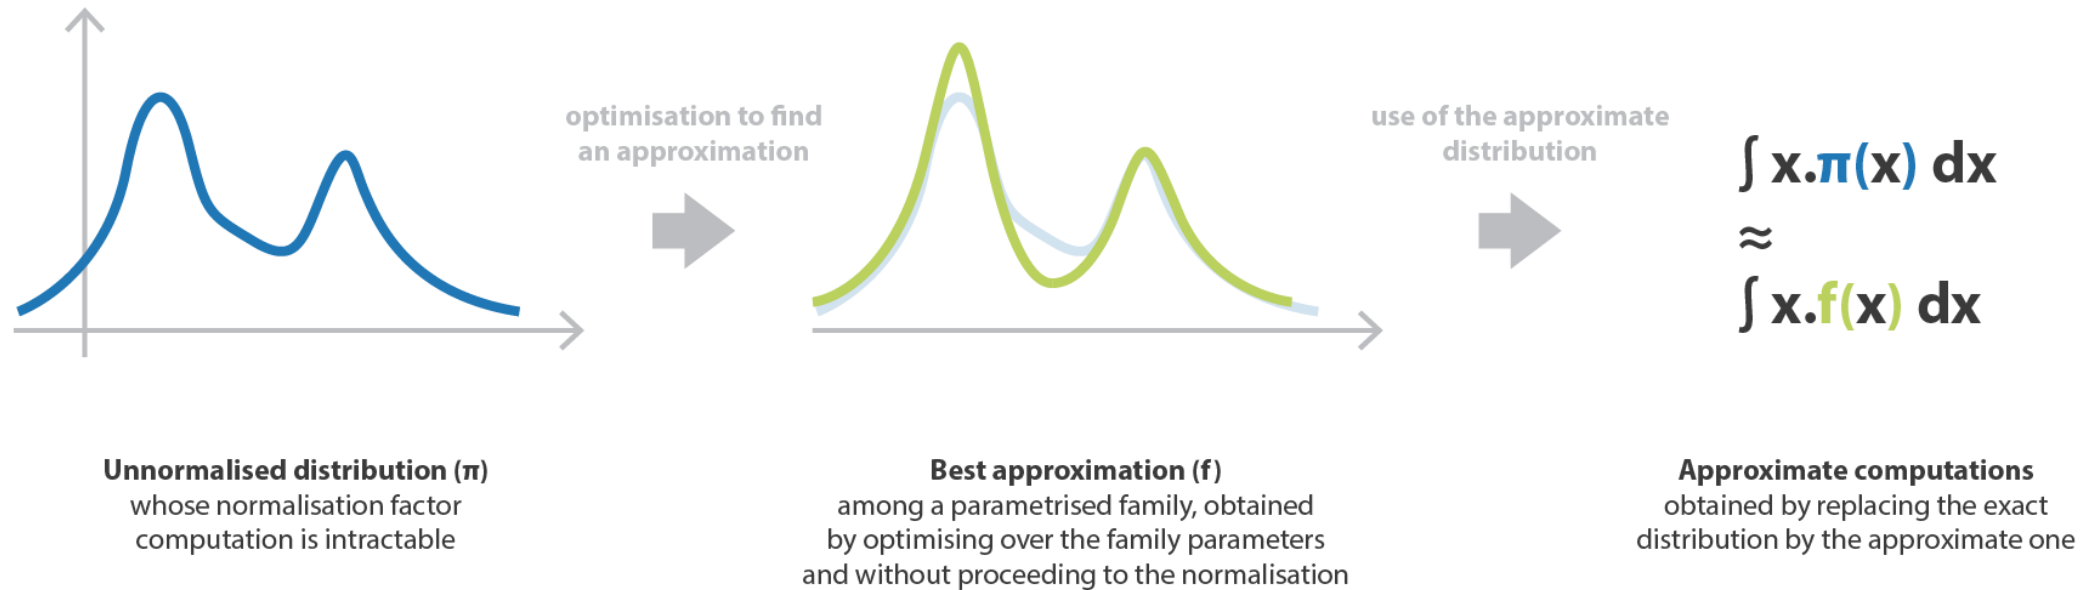 optimisation to find
an approximation
use of the approximate
distribution
∫ x.π(x) dx
≈
∫ x.f(x) dx
Unnormalised distribution (π)
whose normalisation factor
computation is intractable
Best approximation (f)
among a parametrised family, obtained
by optimising over the family parameters
and without proceeding to the normalisation
Approximate computations
obtained by replacing the exact
distribution by the approximate one